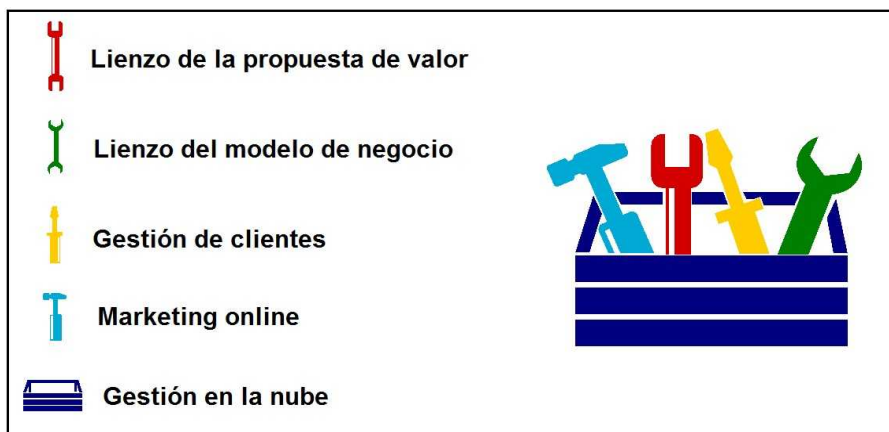 Lienzo de la propuesta de valor
Lienzo del modelo de negocio
Gestión de clientes
Marketing online
Gestión en la nube